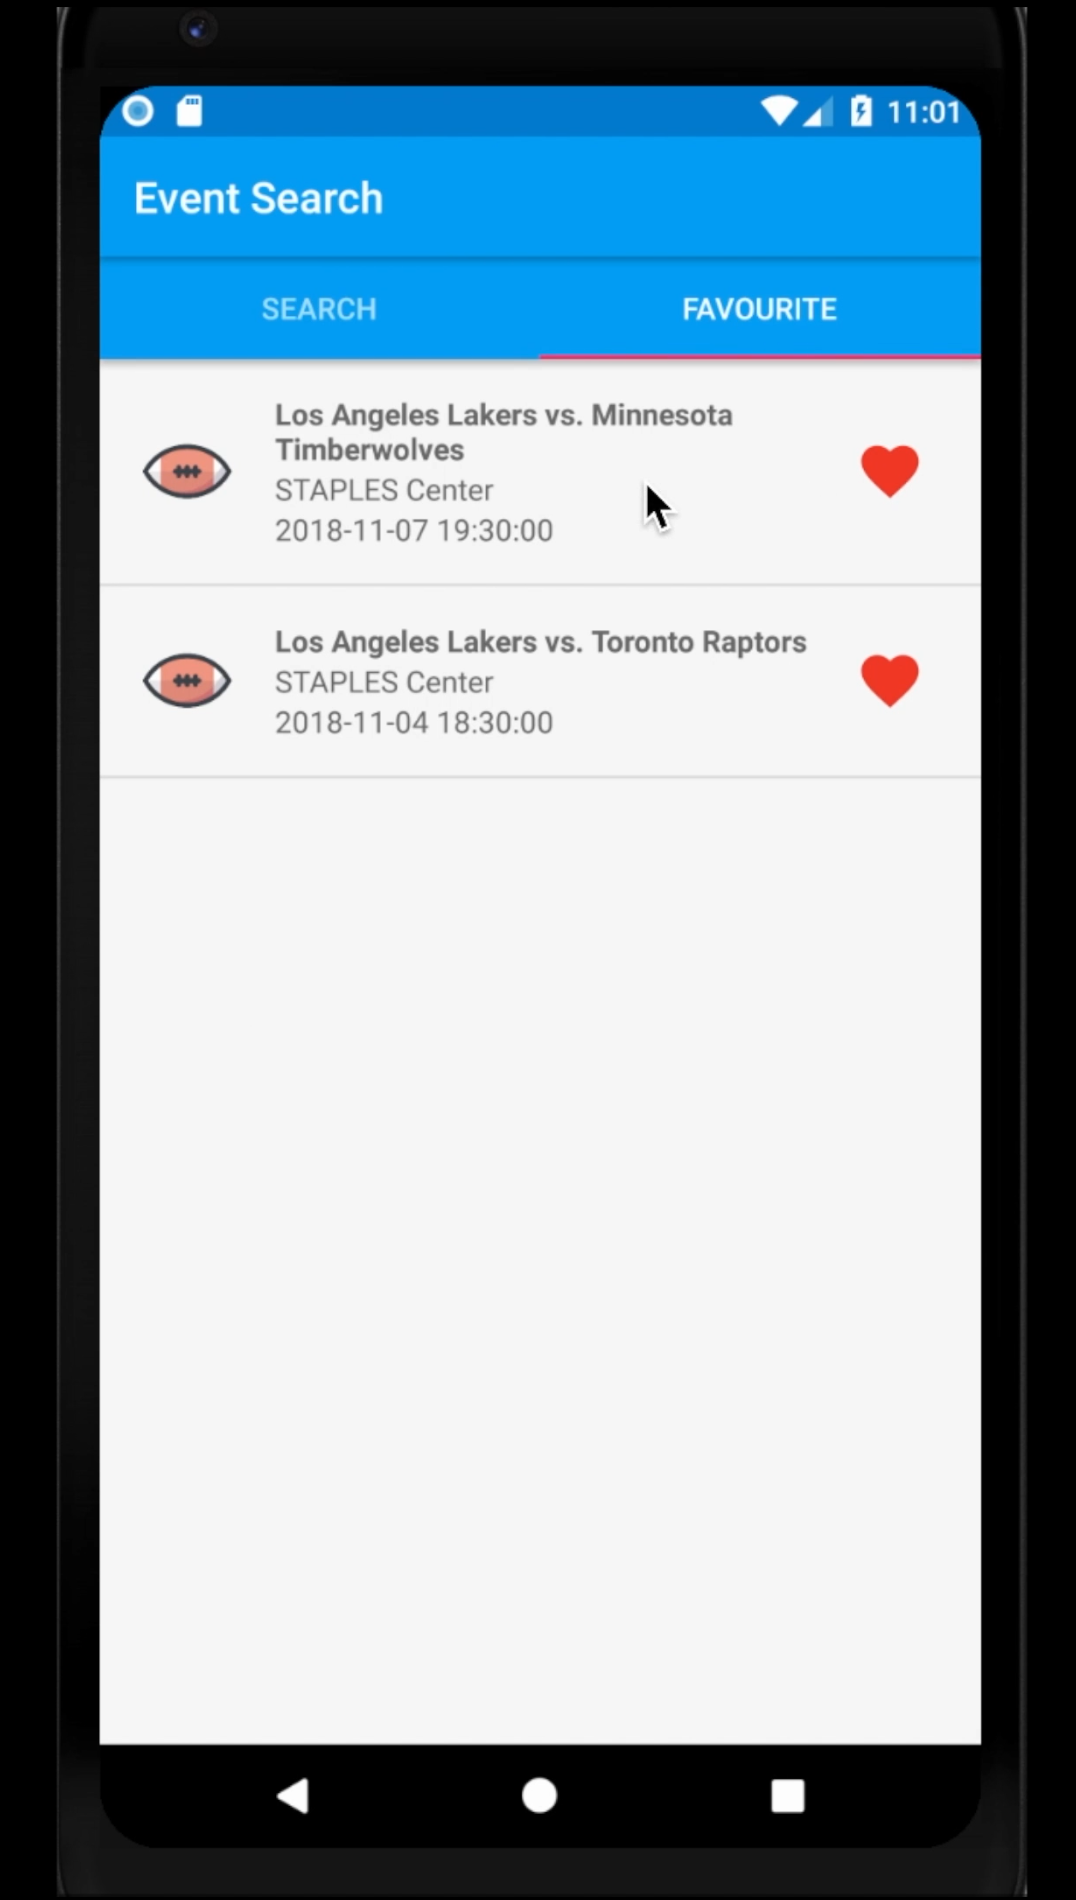 11:01
Event Search
SEARCH
FAVOURITE
Los Angeles Lakers vs. Minnesota
Timberwolves
STAPLES Center
2018-11-07 19:30:00
Los Angeles Lakers vs. Toronto Raptors
STAPLES Center
2018-11-04 18:30:00